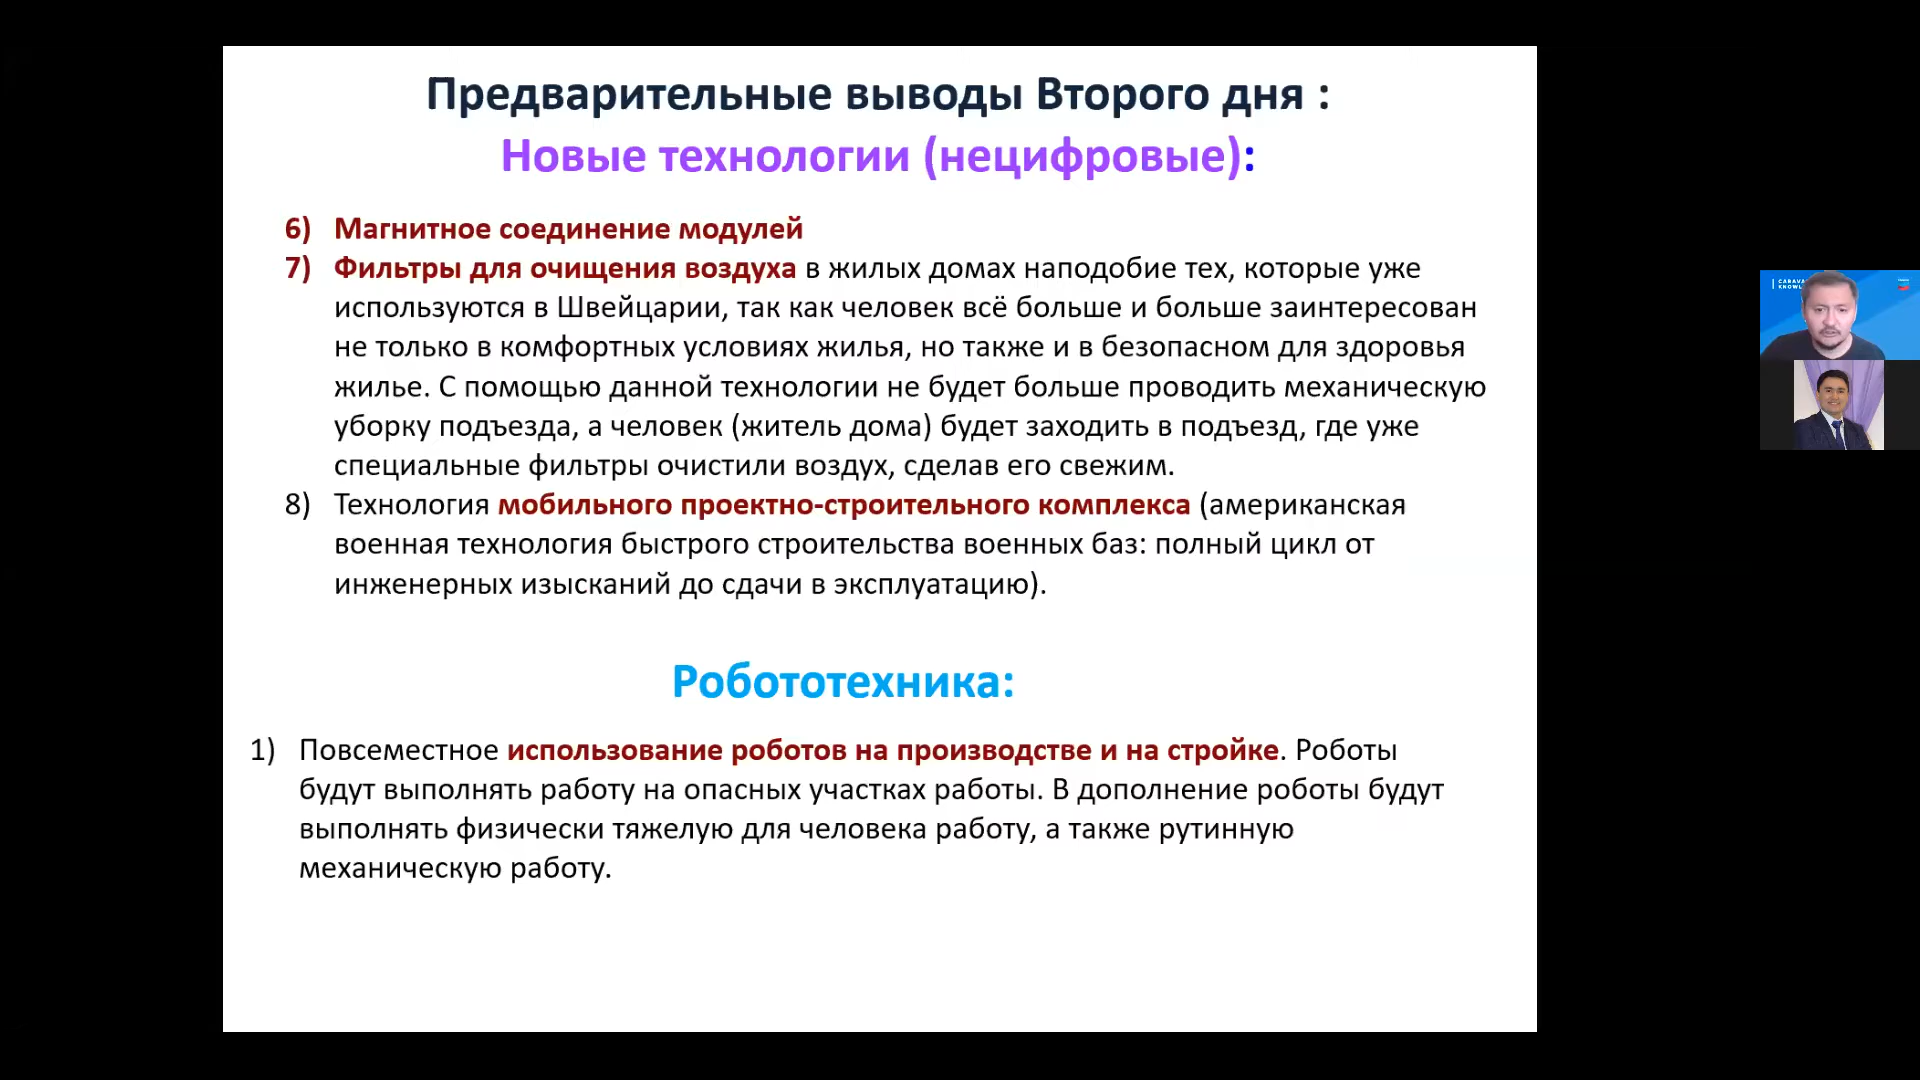 Предварительные выводы Второго дня :
Новые технологии (нецифровые):
6) Магнитное соединение модулей
7) Фильтры для очищения воздуха в жилых домах наподобие тех, которые уже
используются в Швейцарии, так как человек всё больше и больше заинтересован
не только в комфортных условиях жилья, но также и в безопасном для здоровья
жилье. С помощью данной технологии не будет больше проводить механическую
уборку подъезда, а человек (житель дома) будет заходить в подъезд, где уже
специальные фильтры очистили воздух, сделав его свежим.
8) Технология мобильного проектно-строительного комплекса (американская
военная технология быстрого строительства военных баз: полный цикл от
инженерных изысканий до сдачи в эксплуатацию).
Робототехника:
1) Повсеместное использование роботов на производстве и на стройке. Роботы
будут выполнять работу на опасных участках работы. В дополнение роботы будут
выполнять физически тяжелую для человека работу, а также рутинную
механическую работу.